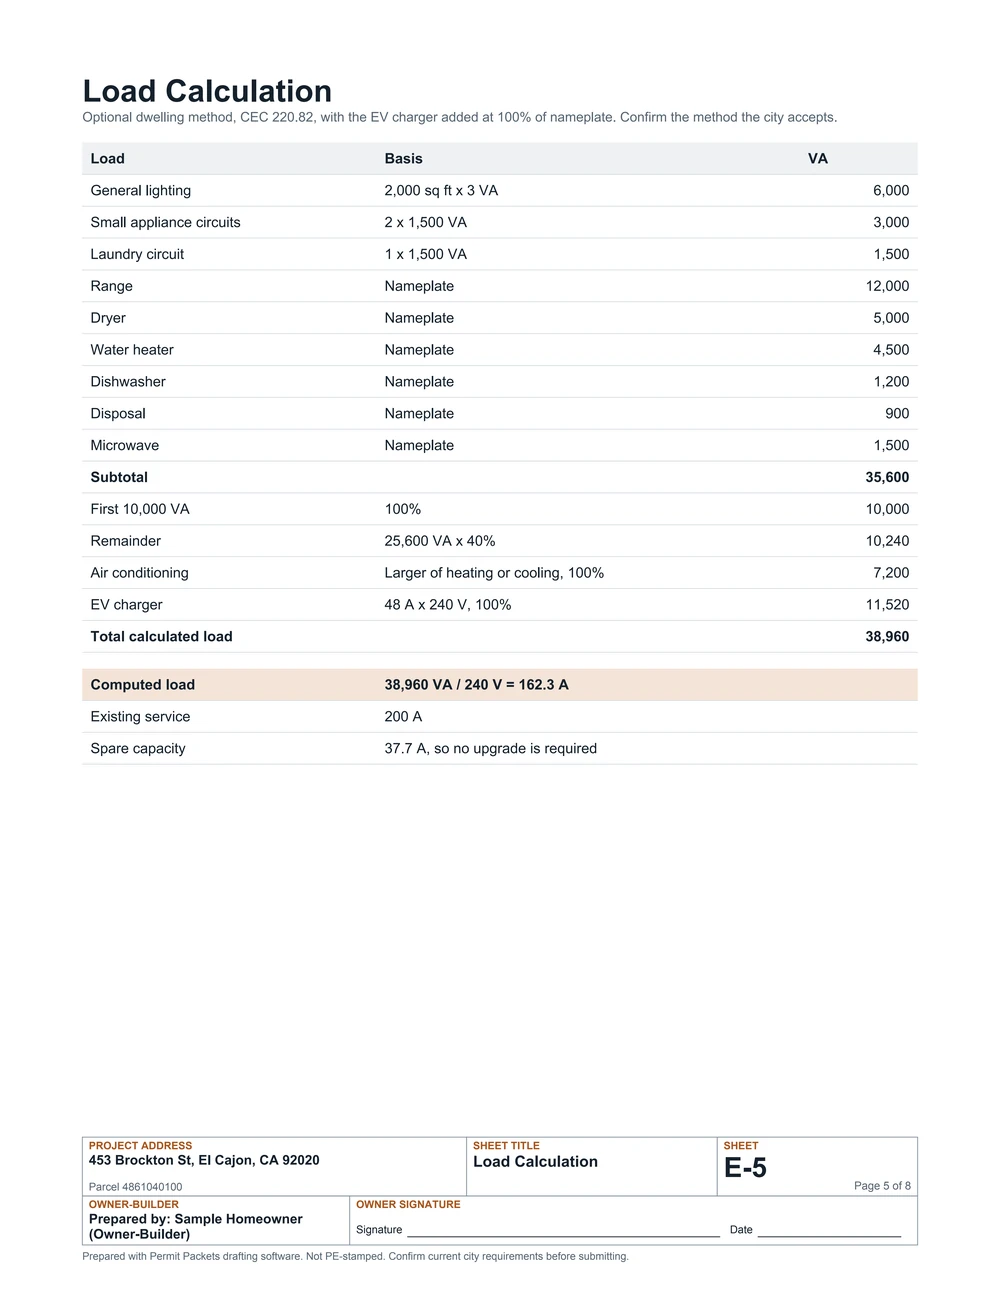 Load Calculation
Optional dwelling method, CEC 220.82, with the EV charger added at 100% of nameplate. Confirm the method the city accepts.
Load Basis VA
General lighting 2,000 sq ft x 3 VA 6,000
Small appliance circuits 2 x 1,500 VA 3,000
Laundry circuit 1 x 1,500 VA 1,500
Range Nameplate 12,000
Dryer Nameplate 5,000
Water heater Nameplate 4,500
Dishwasher Nameplate 1,200
Disposal Nameplate 900
Microwave Nameplate 1,500
Subtotal 35,600
First 10,000 VA 100% 10,000
Remainder 25,600 VA x 40% 10,240
Air conditioning Larger of heating or cooling, 100% 7,200
EV charger 48 A x 240 V, 100% 11,520
Total calculated load 38,960
Computed load 38,960 VA / 240 V = 162.3 A
Existing service 200 A
Spare capacity 37.7 A, so no upgrade is required
PROJECT ADDRESS SHEET TITLE SHEET
453 Brockton St, El Cajon, CA 92020 Load Calculation E-5
Parcel 4861040100 Page 5 of 8
OWNER-BUILDER OWNER SIGNATURE
Prepared by: Sample Homeowner
(Owner-Builder) Signature Date
Prepared with Permit Packets drafting software. Not PE-stamped. Confirm current city requirements before submitting.